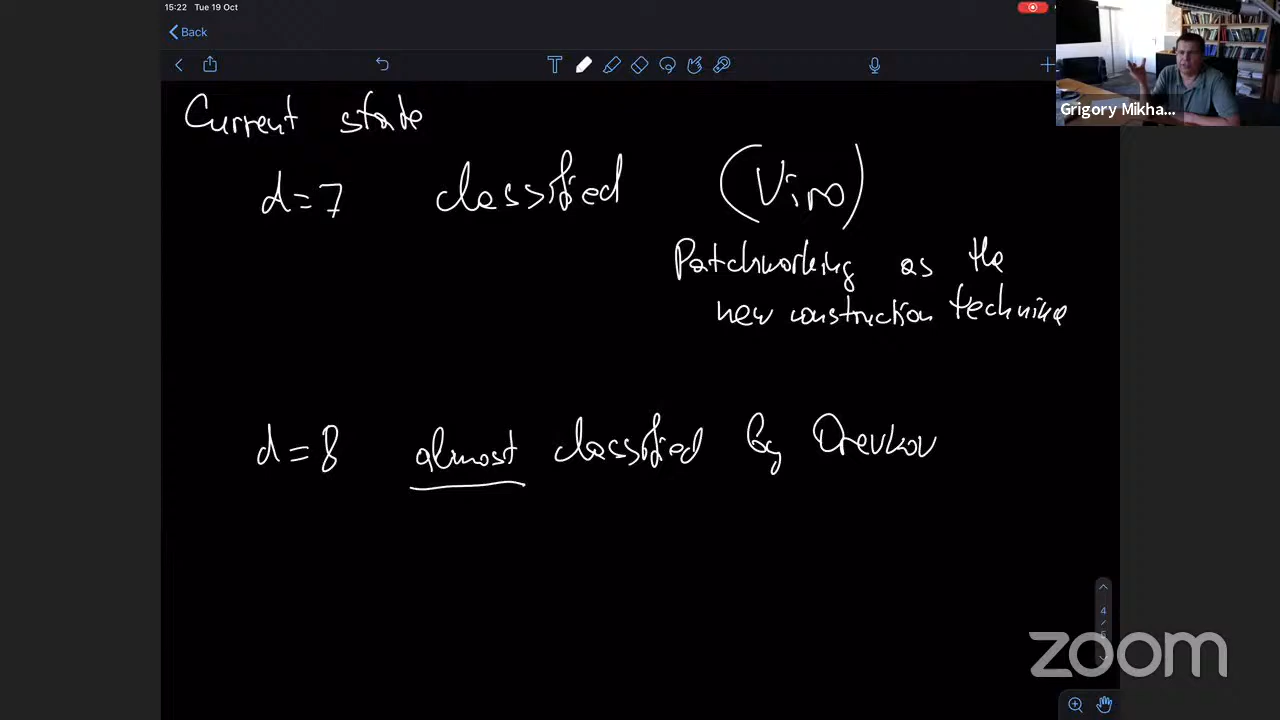 15:22 Tue 19 Oct
Back
Grigory Mikha...
Current state
d=7 classified (Viro)
Patchworking as the
new construction technique
d=8 almost classified by Orevkov
4
zoom